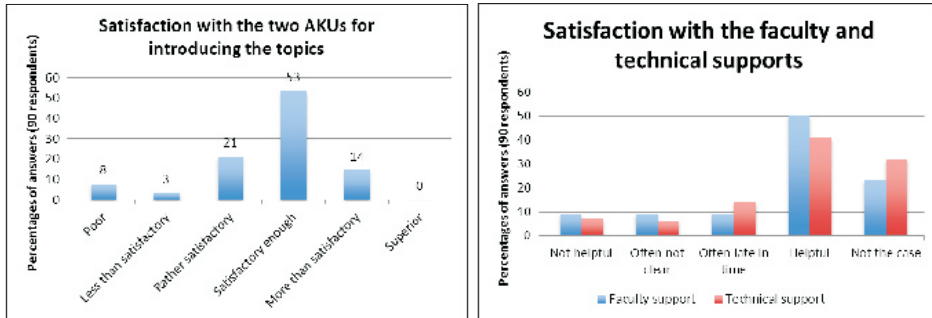 Satisfaction with the two AKUs for
introducing the topics
Percentages of answers (90 respondents)
60
50
40
30
20
10
0
8
3
21
53
14
0
Poor
Less than satisfactory
Rather satisfactory
Satisfactory enough
More than satisfactory
Superior
Satisfaction with the faculty and
technical supports
Percentages of answers (90 respondents)
60
50
40
30
20
10
0
Not helpful
Often not
clear
Often late in
time
Helpful
Not the case
Faculty support
Technical support